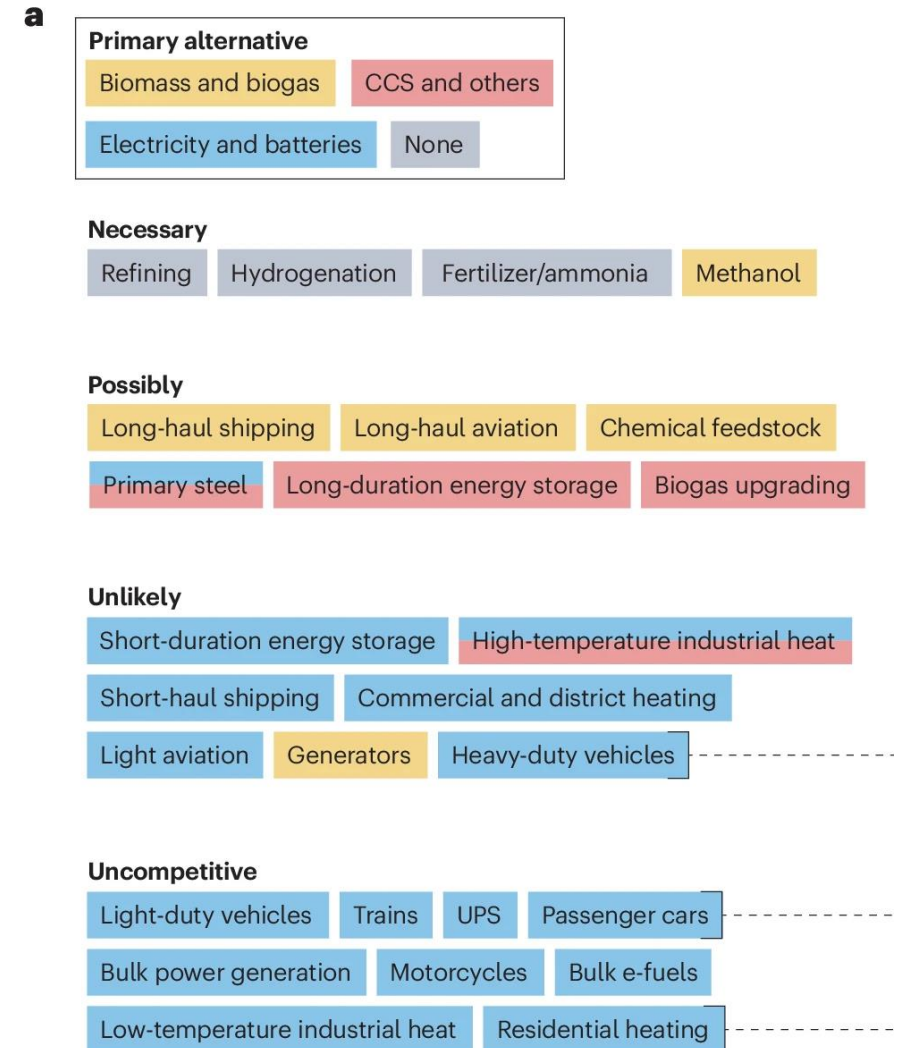 a
Primary alternative
Biomass and biogas CCS and others
Electricity and batteries None
Necessary
Refining Hydrogenation Fertilizer/ammonia Methanol
Possibly
Long-haul shipping Long-haul aviation Chemical feedstock
Primary steel Long-duration energy storage Biogas upgrading
Unlikely
Short-duration energy storage High-temperature industrial heat
Short-haul shipping Commercial and district heating
Light aviation Generators Heavy-duty vehicles
Uncompetitive
Light-duty vehicles Trains UPS Passenger cars
Bulk power generation Motorcycles Bulk e-fuels
Low-temperature industrial heat Residential heating